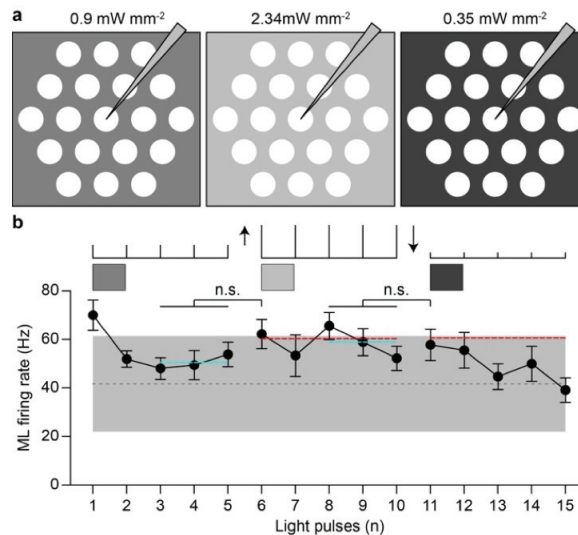 a
0.9 mW mm-2
2.34mW mm-2
0.35 mW mm-2
b
n.s.
n.s.
80
60
40
20
0
ML firing rate (Hz)
1 2 3 4 5 6 7 8 9 10 11 12 13 14 15
Light pulses (n)